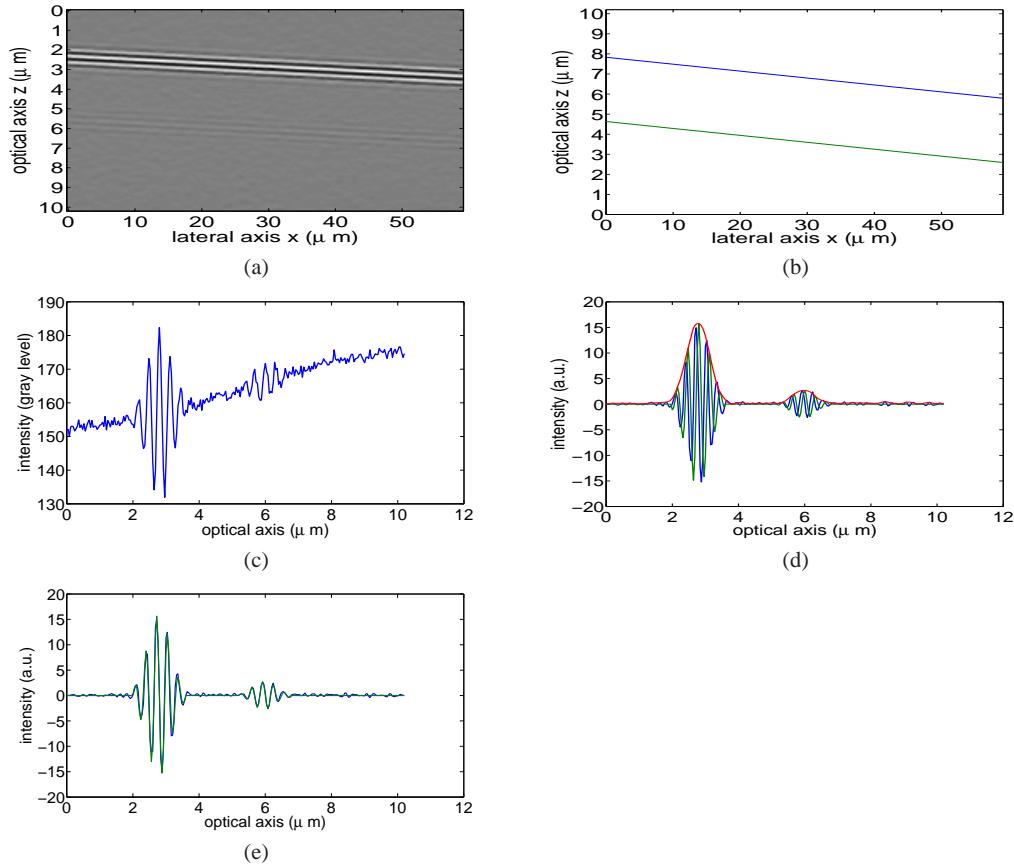 0
1
2
3
4
5
6
7
8
9
10
optical axis z (μ m)
0 10 20 30 40 50
lateral axis x (μ m)
(a)
10
9
8
7
6
5
4
3
2
1
0
optical axis z (μ m)
0 10 20 30 40 50
lateral axis x (μ m)
(b)
190
180
170
160
150
140
130
intensity (gray level)
0 2 4 6 8 10 12
optical axis (μ m)
(c)
20
15
10
5
0
−5
−10
−15
−20
intensity (a.u.)
0 2 4 6 8 10 12
optical axis (μ m)
(d)
20
15
10
5
0
−5
−10
−15
−20
intensity (a.u.)
0 2 4 6 8 10 12
optical axis (μ m)
(e)